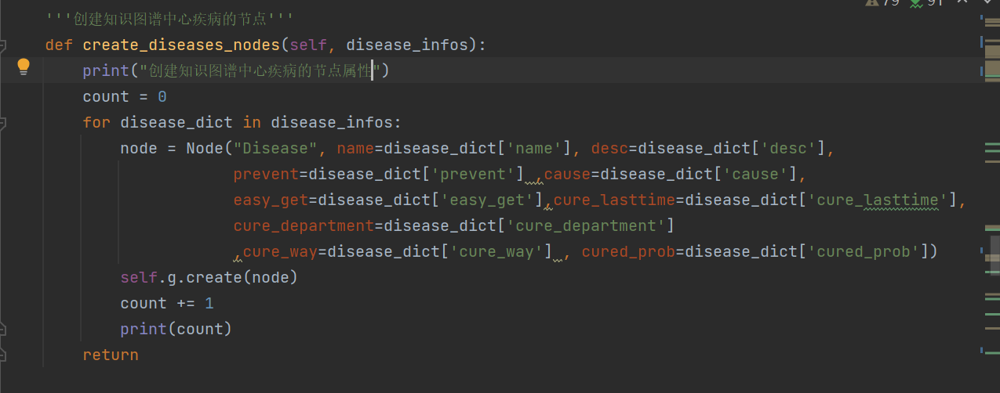 79 91
'''创建知识图谱中心疾病的节点'''
def create_diseases_nodes(self, disease_infos):
print("创建知识图谱中心疾病的节点属性")
count = 0
for disease_dict in disease_infos:
node = Node("Disease", name=disease_dict['name'], desc=disease_dict['desc'],
prevent=disease_dict['prevent'] ,cause=disease_dict['cause'],
easy_get=disease_dict['easy_get'],cure_lasttime=disease_dict['cure_lasttime'],
cure_department=disease_dict['cure_department']
,cure_way=disease_dict['cure_way'] , cured_prob=disease_dict['cured_prob'])
self.g.create(node)
count += 1
print(count)
return